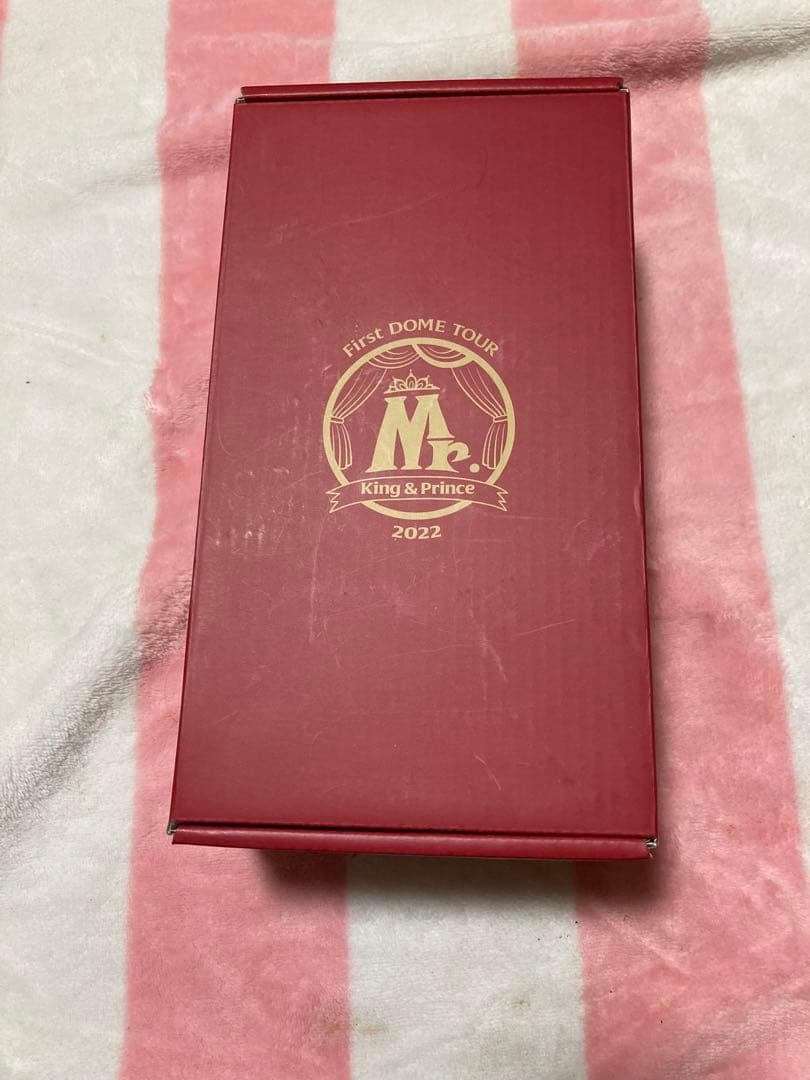 First DOME TOUR
Mr.
King & Prince
2022